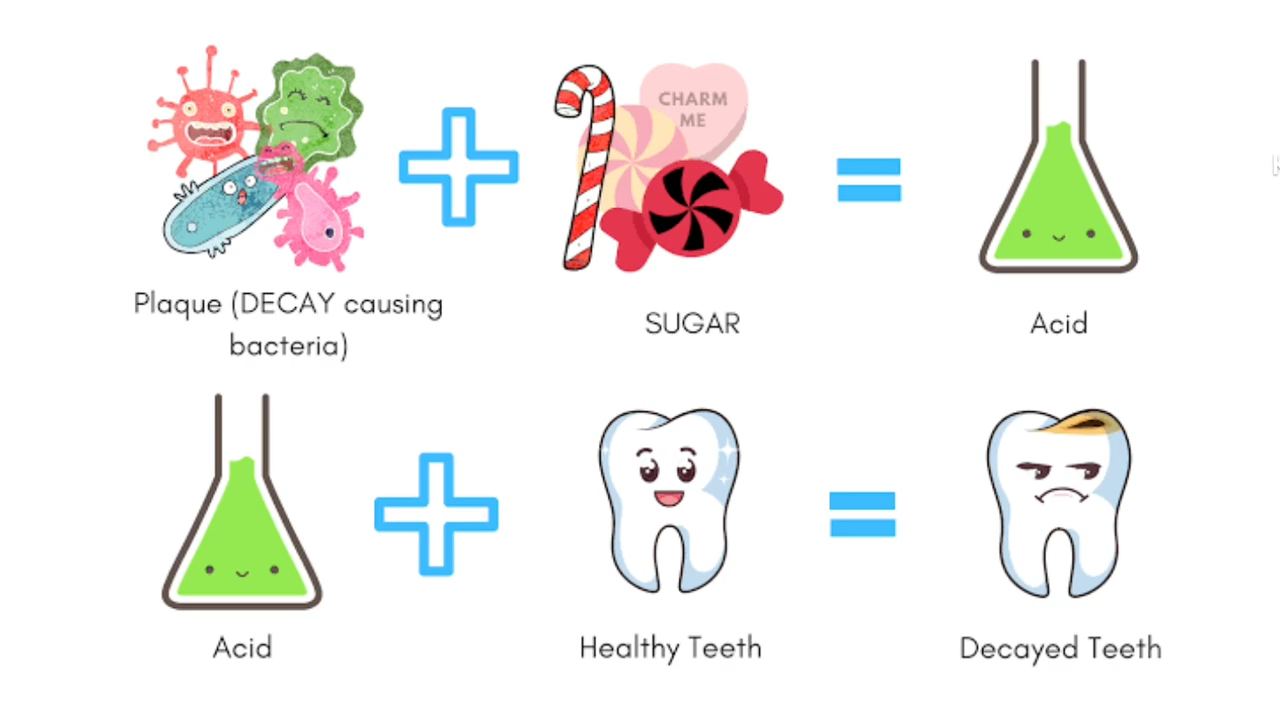 CHARM
ME
Plaque (DECAY causing
bacteria)
SUGAR
Acid
Acid
Healthy Teeth
Decayed Teeth